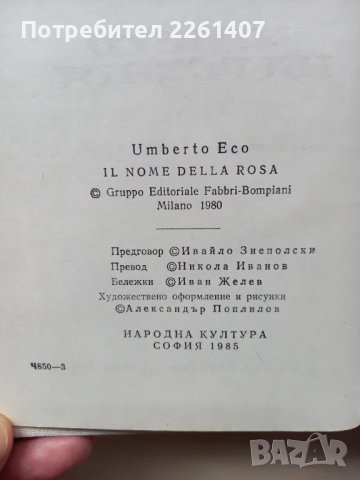 Потребител 2261407
Umberto Eco
IL NOME DELLA ROSA
© Gruppo Editoriale Fabbri-Bompiani
Milano 1980
Предговор ©Ивайло Знеполски
Превод ©Никола Иванов
Бележки ©Иван Желев
Художествено оформление и рисунки
©Александър Поплилов
НАРОДНА КУЛТУРА
СОФИЯ 1985
Ч850—3
BAZAR